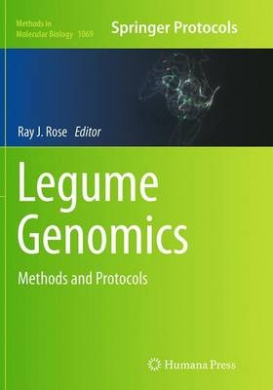 Methods in
Molecular Biology 1069
Springer Protocols
Ray J. Rose Editor
Legume
Genomics
Methods and Protocols
Humana Press